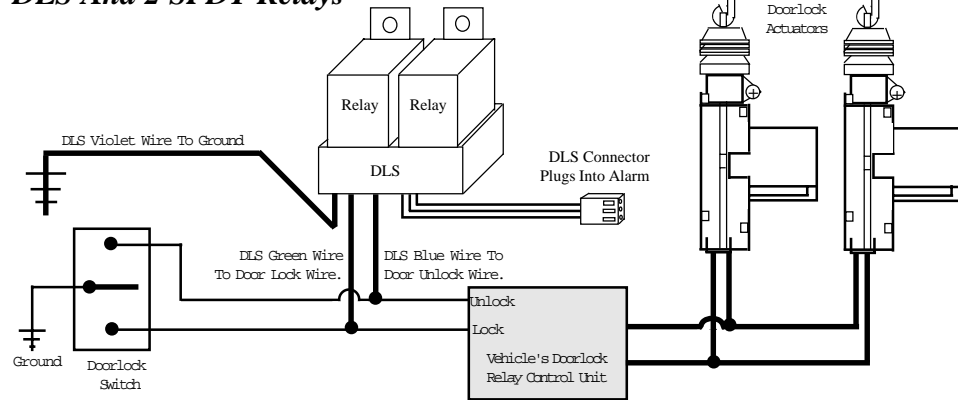 DLS And 2 SPDT Relays
Doorlock
Actuators
Relay
Relay
DLS Violet Wire To Ground
DLS
DLS Connector
Plugs Into Alarm
DLS Green Wire
To Door Lock Wire.
DLS Blue Wire To
Door Unlock Wire.
Unlock
Lock
Ground
Doorlock
Switch
Vehicle's Doorlock
Relay Control Unit